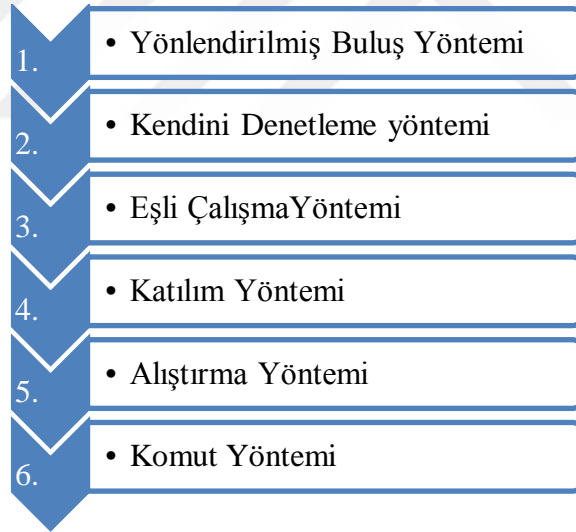 1. • Yönlendirilmiş Buluş Yöntemi
2. • Kendini Denetleme yöntemi
3. • Eşli ÇalışmaYöntemi
4. • Katılım Yöntemi
5. • Alıştırma Yöntemi
6. • Komut Yöntemi